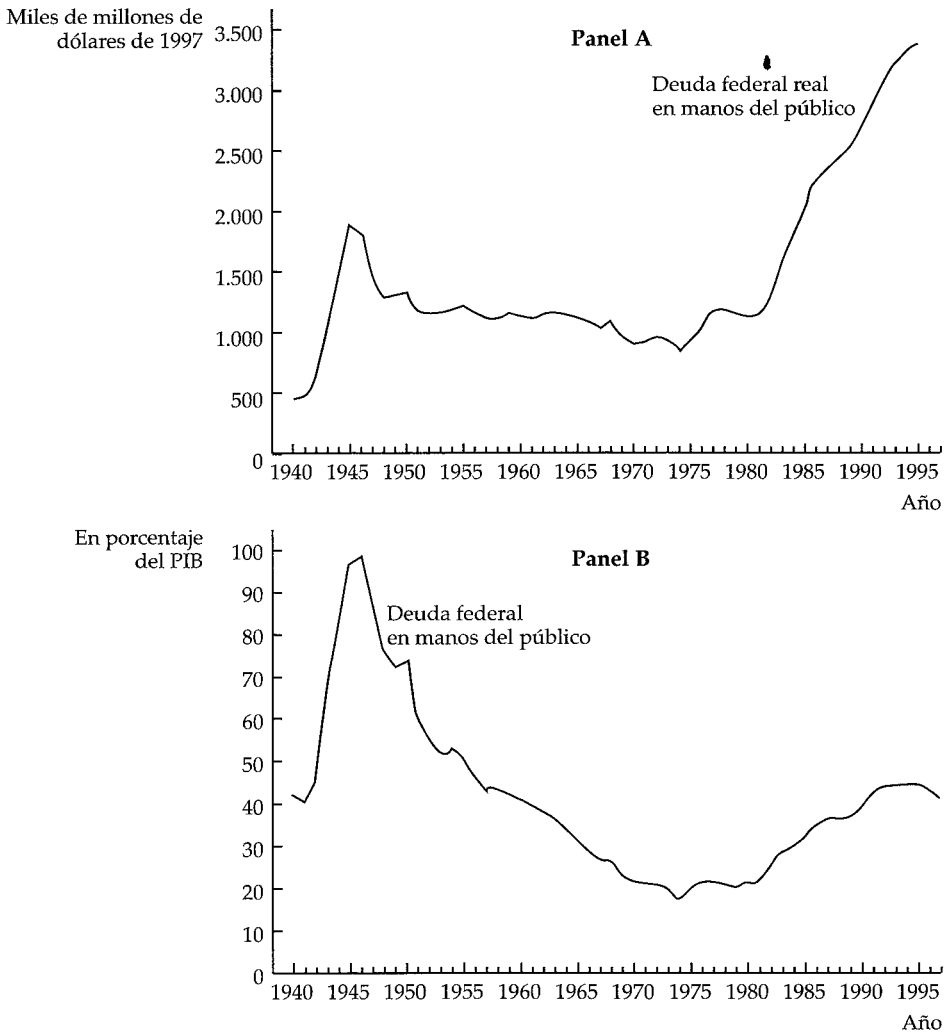 Miles de millones de
dólares de 1997
Panel A
Deuda federal real
en manos del público
3.500
3.000
2.500
2.000
1.500
1.000
500
0
1940 1945 1950 1955 1960 1965 1970 1975 1980 1985 1990 1995
Año
En porcentaje
del PIB
Panel B
Deuda federal
en manos del público
100
90
80
70
60
50
40
30
20
10
0
1940 1945 1950 1955 1960 1965 1970 1975 1980 1985 1990 1995
Año